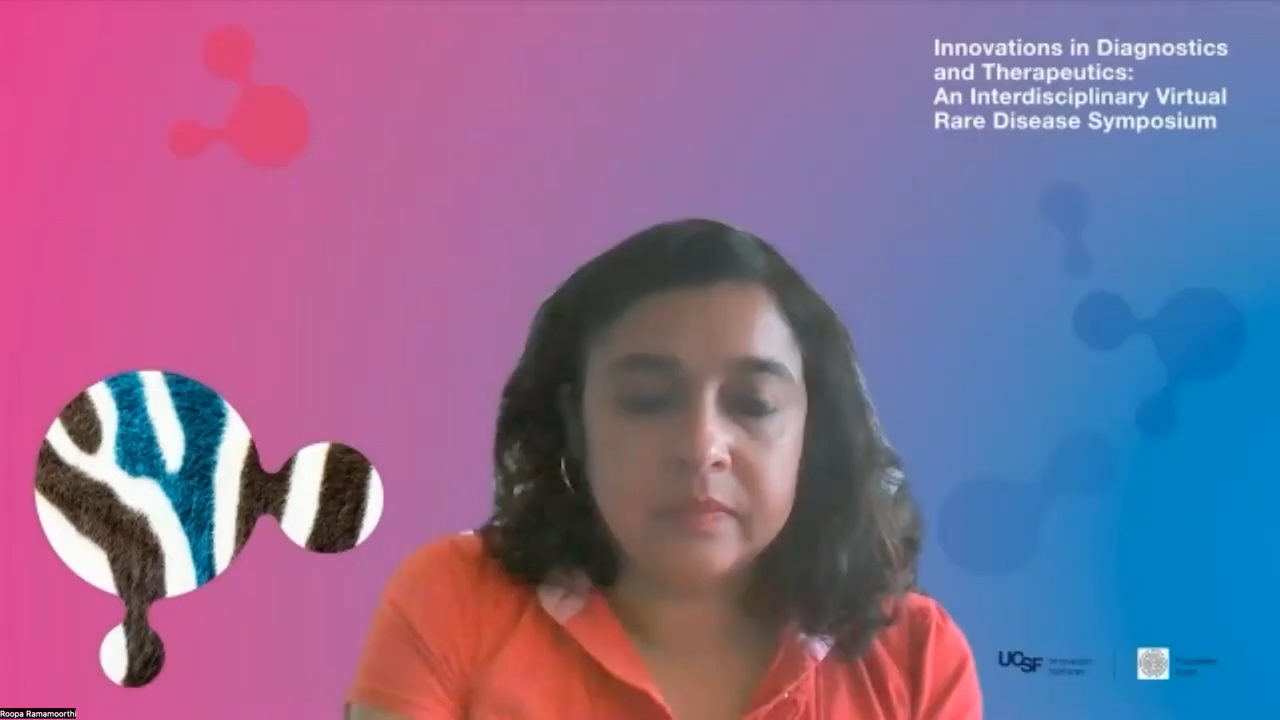 Innovations in Diagnostics
and Therapeutics:
An Interdisciplinary Virtual
Rare Disease Symposium
UCSF
Roopa Ramamoorthi